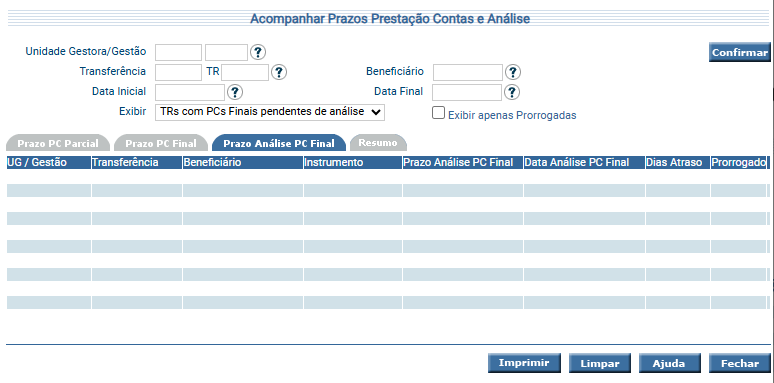 Acompanhar Prazos Prestação Contas e Análise
Unidade Gestora/Gestão ? Confirmar
Transferência TR ? Beneficiário ?
Data Inicial ? Data Final ?
Exibir TRs com PCs Finais pendentes de análise Exibir apenas Prorrogadas
Prazo PC Parcial Prazo PC Final Prazo Análise PC Final Resumo
UG / Gestão Transferência Beneficiário Instrumento Prazo Análise PC Final Data Análise PC Final Dias Atraso Prorrogado
Imprimir Limpar Ajuda Fechar